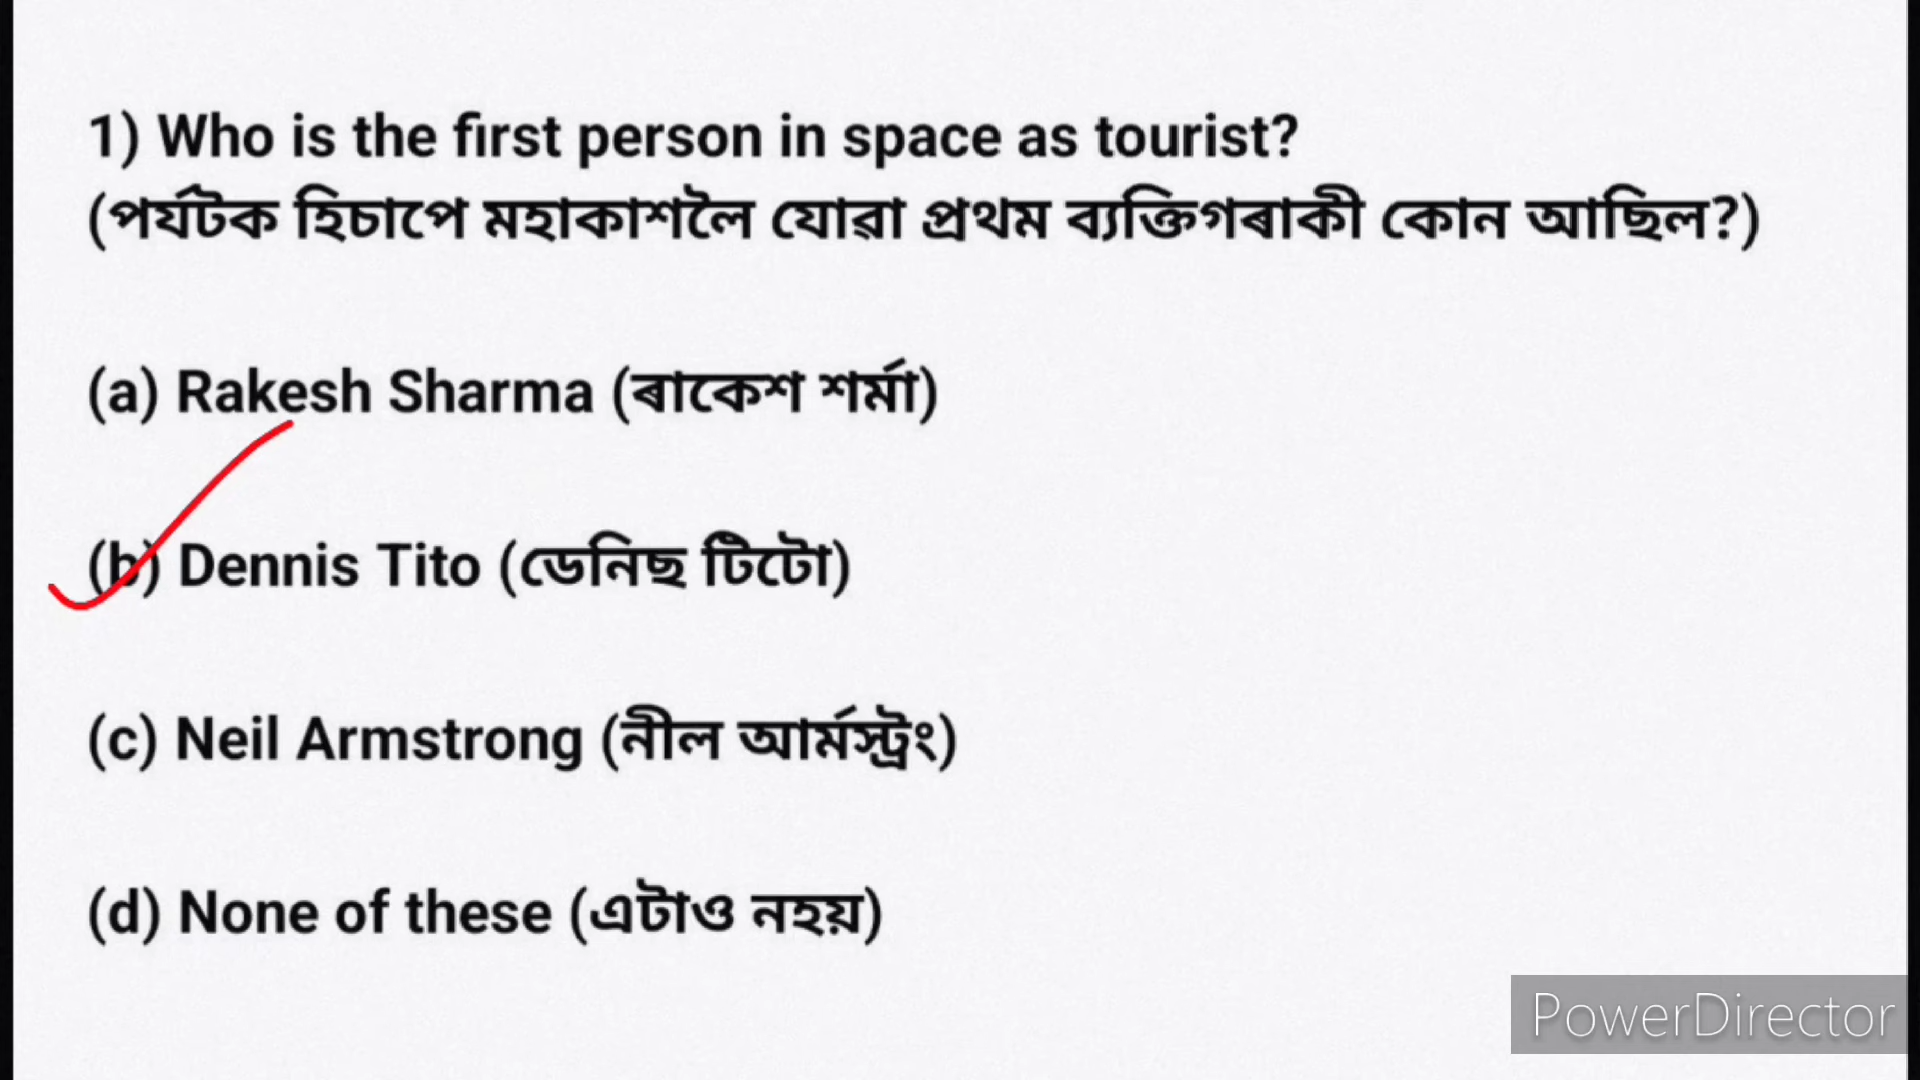 1) Who is the first person in space as tourist?
(পৰ্যটক হিচাপে মহাকাশলৈ যোৱা প্ৰথম ব্যক্তিগৰাকী কোন আছিল?)
(a) Rakesh Sharma (ৰাকেশ শৰ্মা)
(b) Dennis Tito (ডেনিছ টিটো)
(c) Neil Armstrong (নীল আৰ্মস্ট্ৰং)
(d) None of these (এটাও নহয়)
PowerDirector